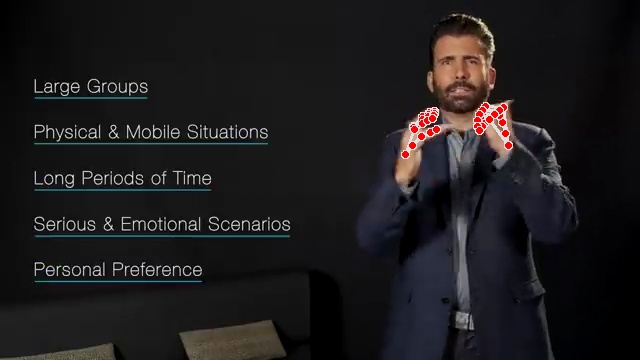 Large Groups
Physical & Mobile Situations
Long Periods of Time
Serious & Emotional Scenarios
Personal Preference